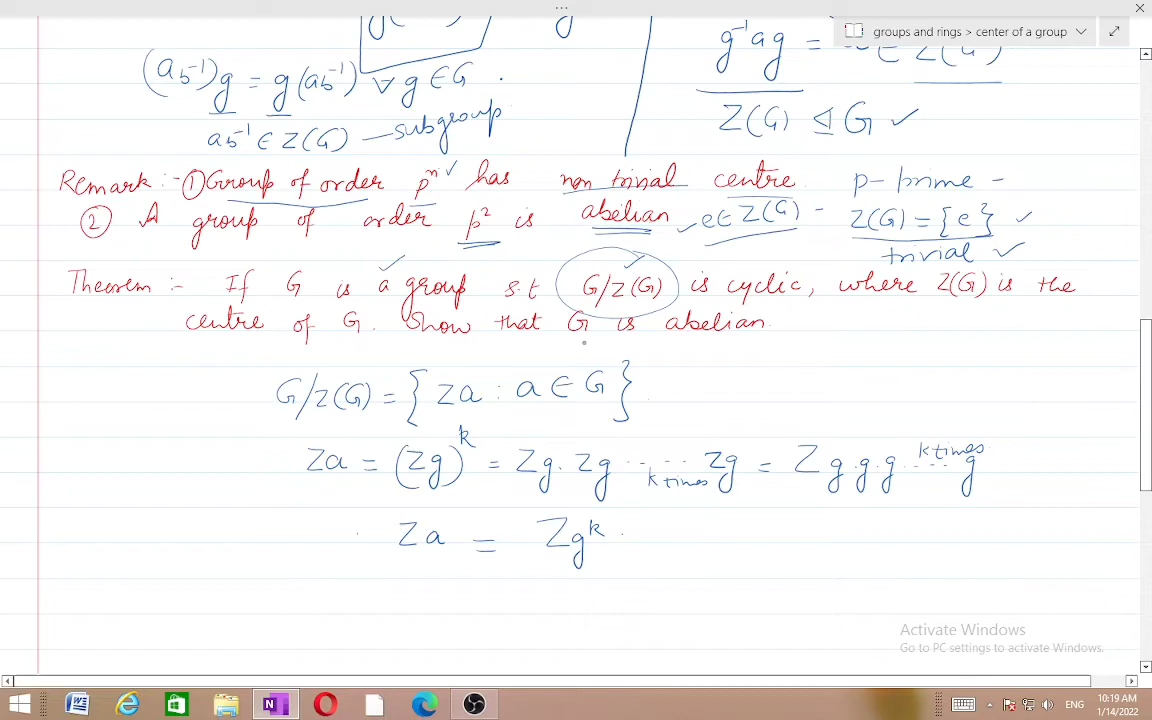 groups and rings > center of a group
g⁻¹ag = ∈ Z(G)
(ab⁻¹)g = g(ab⁻¹) ∀ g ∈ G .
ab⁻¹ ∈ Z(G) — subgroup
Z(G) ⊴ G ✓
Remark :- ① Group of order pⁿ ✓ has non trivial centre. p - prime -
② A group of order p² is abelian ✓ e ∈ Z(G) - Z(G) = {e} ✓
trivial ✓
Theorem :- If G is a group s.t G/Z(G) is cyclic, where Z(G) is the
centre of G. Show that G is abelian.
G/Z(G) = { Za : a ∈ G }
Za = (Zg)ᵏ = Zg. Zg ...... k times Zg = Z g.g.g ...... k times g
Za = Zgᵏ.
Activate Windows
Go to PC settings to activate Windows.
ENG
10:19 AM
1/14/2022